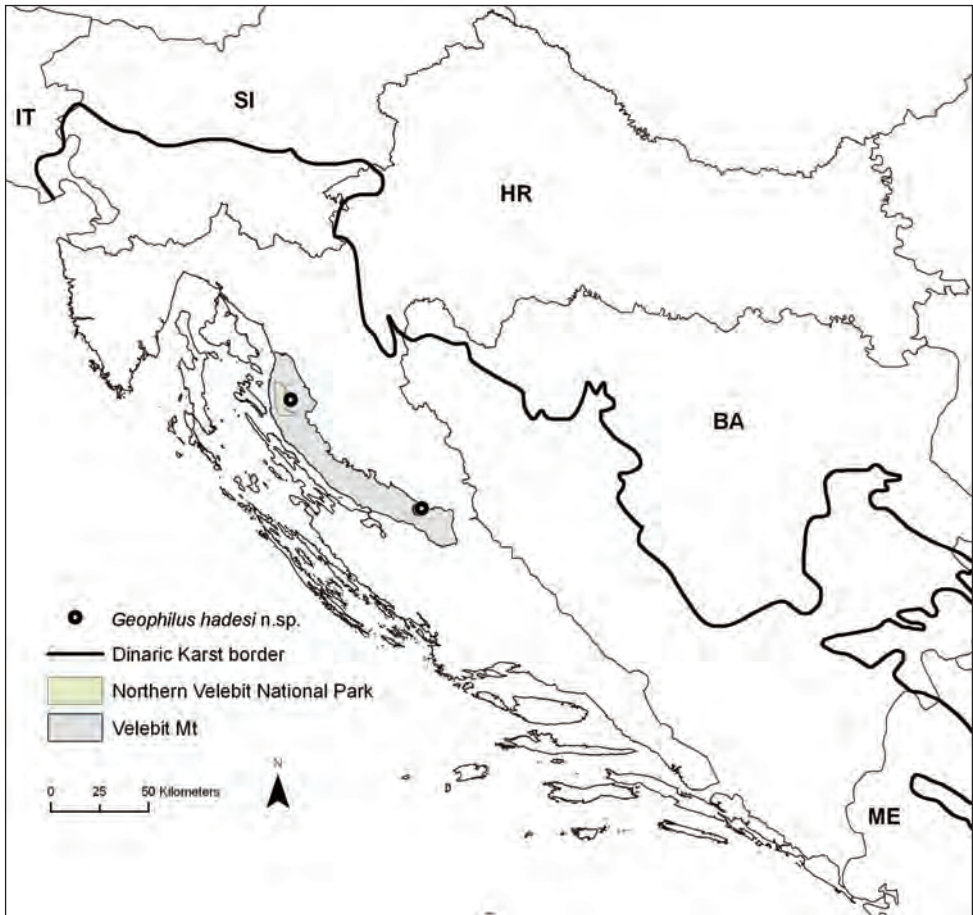 IT
SI
HR
BA
ME
Geophilus hadesi n.sp.
Dinaric Karst border
Northern Velebit National Park
Velebit Mt
N
0 25 50 Kilometers